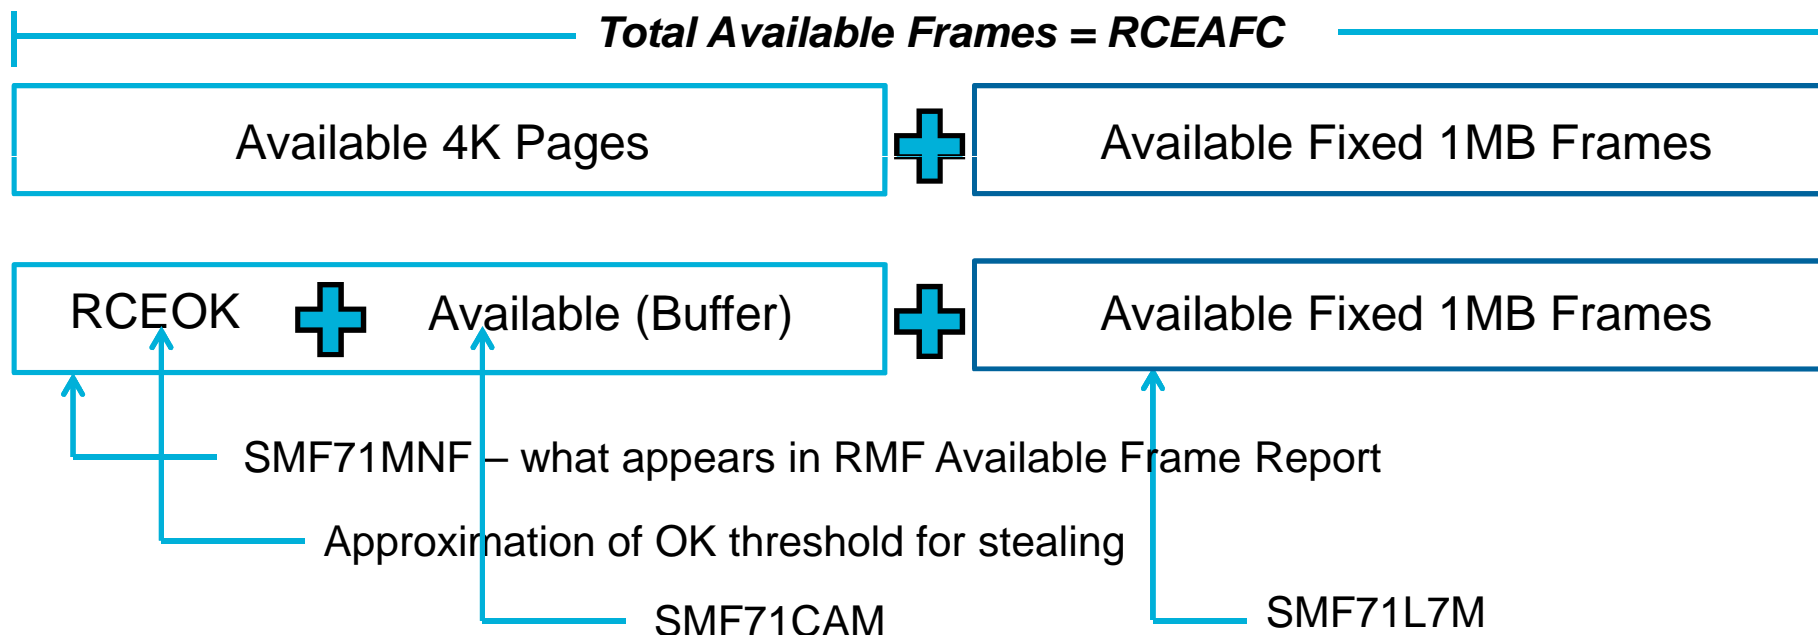 Total Available Frames = RCEAFC
Available 4K Pages
Available Fixed 1MB Frames
RCEOK
Available (Buffer)
Available Fixed 1MB Frames
SMF71MNF – what appears in RMF Available Frame Report
Approximation of OK threshold for stealing
SMF71CAM
SMF71L7M